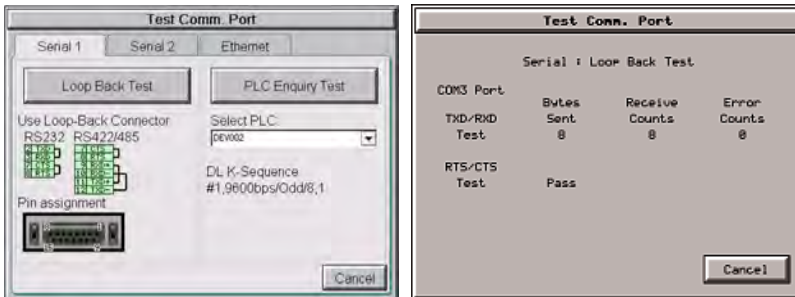 Test Comm. Port
Serial 1 Serial 2 Ethernet
Loop Back Test PLC Enquiry Test
Use Loop-Back Connector
RS232 RS422/485
Select PLC
DEV002
DL K-Sequence
#1,9600bps/Odd/8,1
Pin assignment
Cancel
Test Comm. Port
Serial : Loop Back Test
COM3 Port
Bytes Receive Error
TXD/RXD Sent Counts Counts
Test 8 8 0
RTS/CTS
Test Pass
Cancel